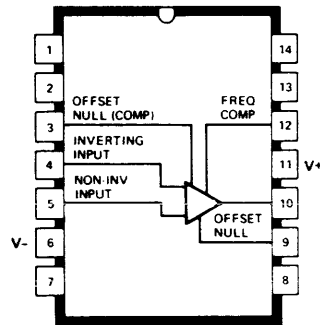 1
14
2
13
OFFSET
NULL (COMP)
FREQ
COMP
3
12
INVERTING
INPUT
4
11
V+
NON-INV
INPUT
5
10
OFFSET
NULL
V-
6
9
7
8